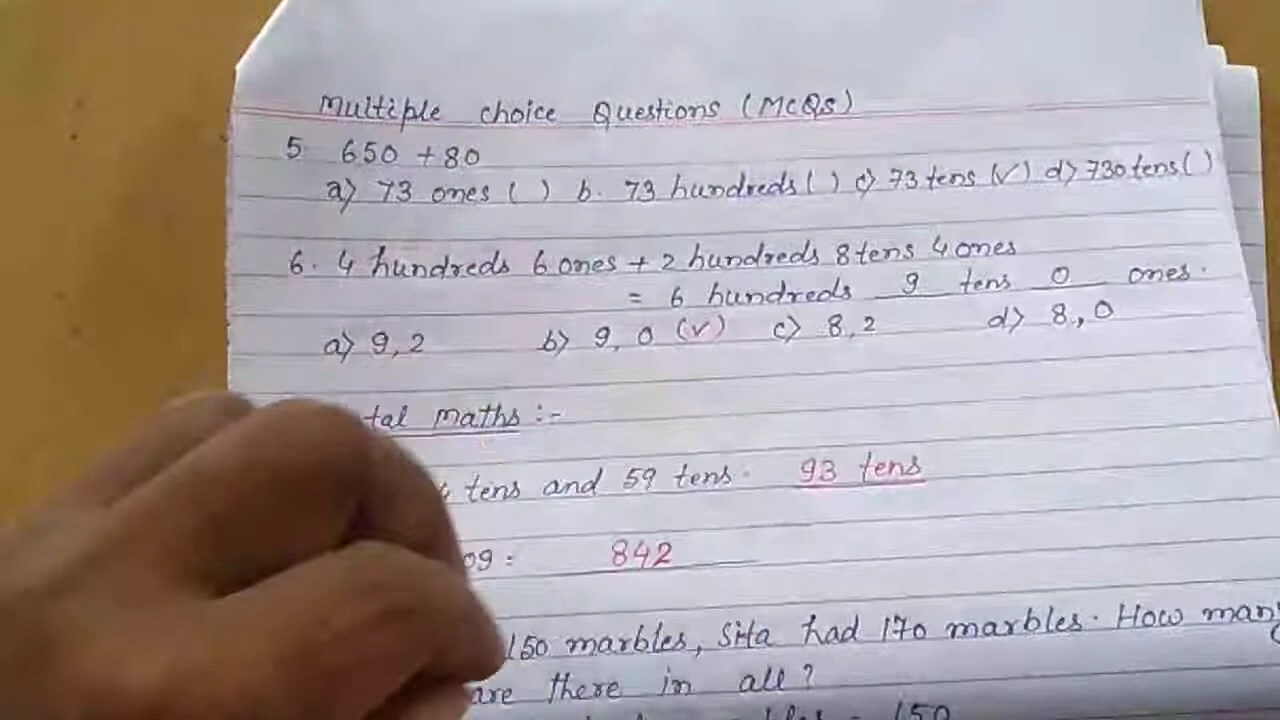 Multiple choice Questions (MCQs)
5 650 + 80
a) 73 ones ( ) b. 73 hundreds ( ) c) 73 tens (√) d) 730 tens ( )
6. 4 hundreds 6 ones + 2 hundreds 8 tens 4 ones
= 6 hundreds 9 tens 0 ones.
a) 9, 2 b) 9, 0 (√) c) 8, 2 d) 8, 0
tal maths :-
tens and 59 tens. 93 tens
09 : 842
150 marbles, Sita had 170 marbles. How many
are there in all ?
150